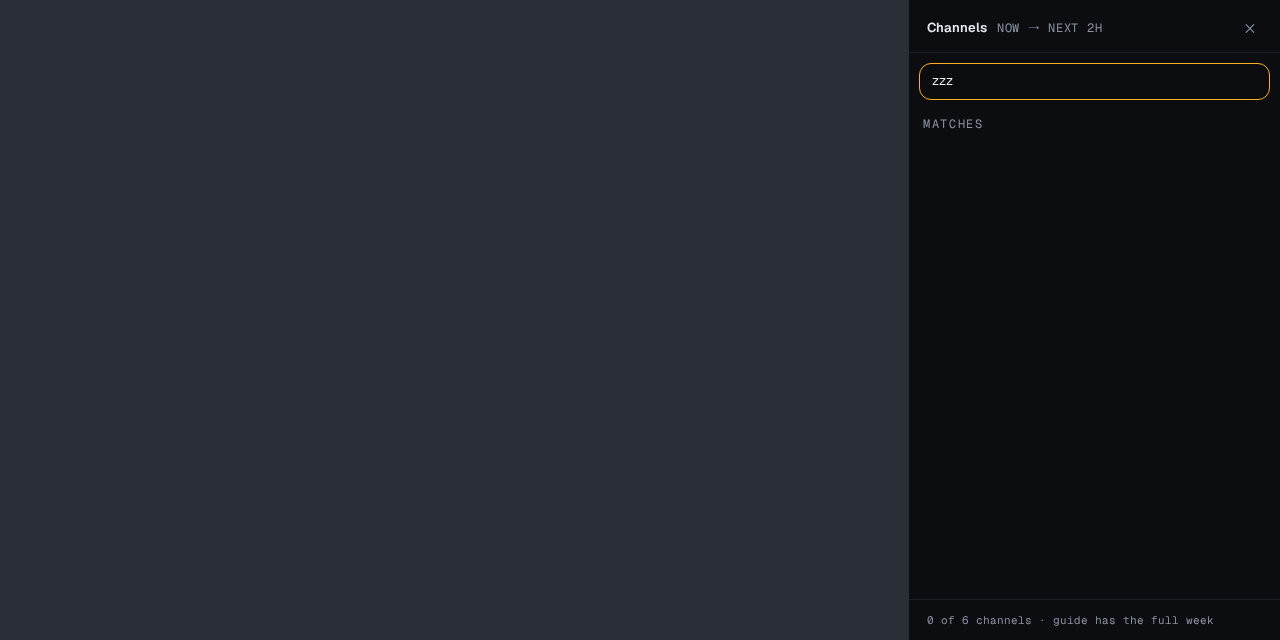 Channels NOW → NEXT 2H
zzz
MATCHES
0 of 6 channels · guide has the full week